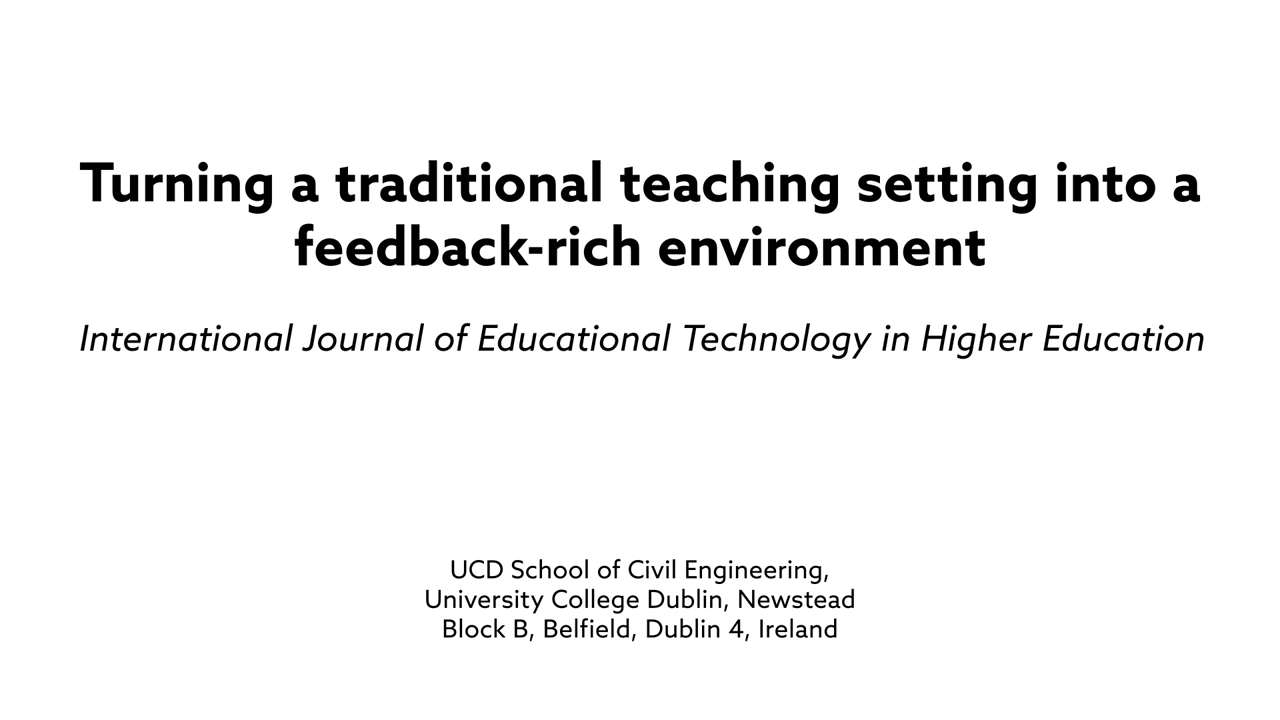 Turning a traditional teaching setting into a
feedback-rich environment
International Journal of Educational Technology in Higher Education
UCD School of Civil Engineering,
University College Dublin, Newstead
Block B, Belfield, Dublin 4, Ireland